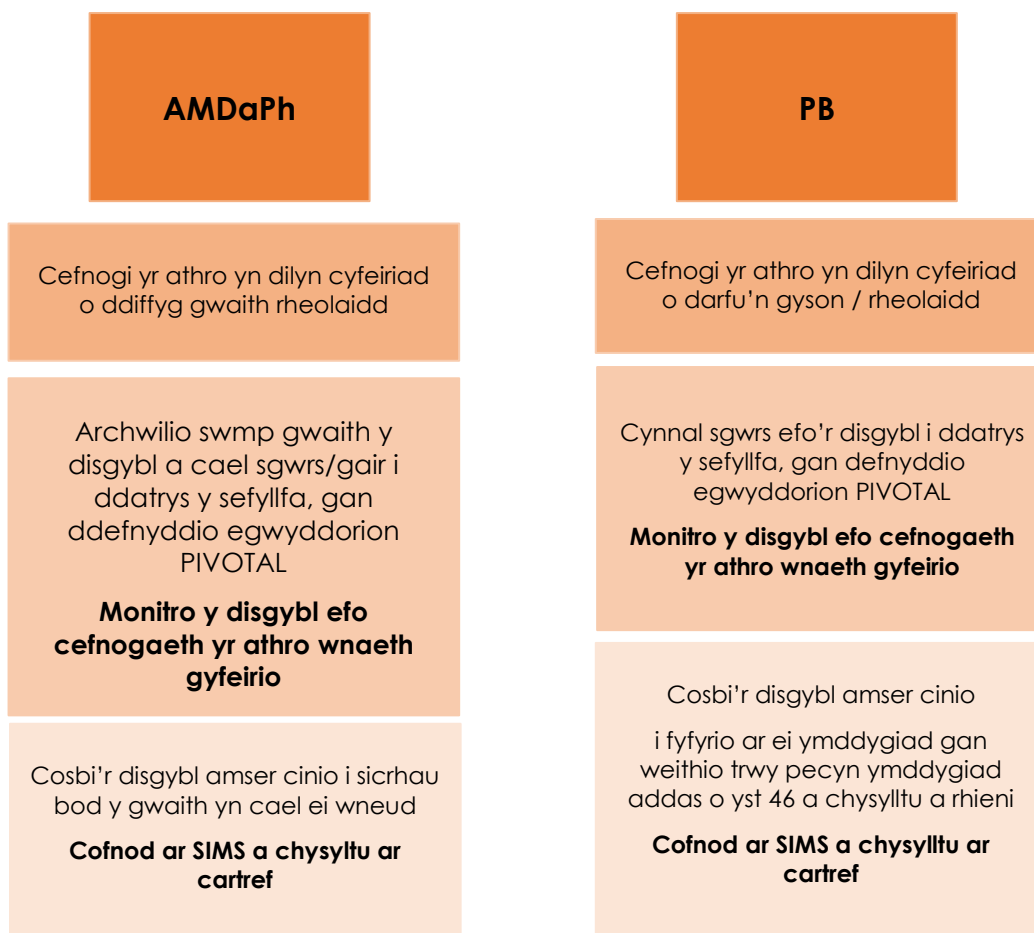 AMDaPh
Cefnogi yr athro yn dilyn cyfeiriad
o ddiffyg gwaith rheolaidd
Archwilio swmp gwaith y
disgybl a cael sgwrs/gair i
ddatrys y sefyllfa, gan
ddefnyddio egwyddorion
PIVOTAL
Monitro y disgybl efo
cefnogaeth yr athro wnaeth
gyfeirio
Cosbi'r disgybl amser cinio i sicrhau
bod y gwaith yn cael ei wneud
Cofnod ar SIMS a chysyltu ar
cartref
PB
Cefnogi yr athro yn dilyn cyfeiriad
o darfu'n gyson / rheolaidd
Cynnal sgwrs efo'r disgybl i ddatrys
y sefyllfa, gan defnyddio
egwyddorion PIVOTAL
Monitro y disgybl efo cefnogaeth
yr athro wnaeth gyfeirio
Cosbi'r disgybl amser cinio
i fyfyrio ar ei ymddygiad gan
weithio trwy pecyn ymddygiad
addas o yst 46 a chysylltu a rhieni
Cofnod ar SIMS a chysylltu ar
cartref